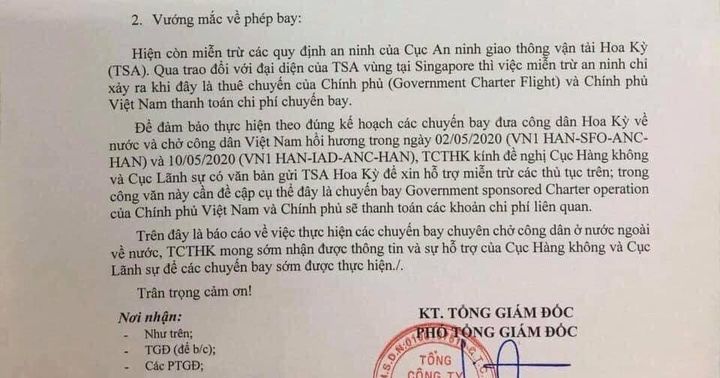 2. Vướng mắc về phép bay:
Hiện còn miễn trừ các quy định an ninh của Cục An ninh giao thông vận tải Hoa Kỳ
(TSA). Qua trao đổi với đại diện của TSA vùng tại Singapore thì việc miễn trừ an ninh chỉ
xảy ra khi đây là thuê chuyến của Chính phủ (Government Charter Flight) và Chính phủ
Việt Nam thanh toán chi phí chuyến bay.
Để đảm bảo thực hiện theo đúng kế hoạch các chuyến bay đưa công dân Hoa Kỳ về
nước và chở công dân Việt Nam hồi hương trong ngày 02/05/2020 (VN1 HAN-SFO-ANC-
HAN) và 10/05/2020 (VN1 HAN-IAD-ANC-HAN), TCTHK kính đề nghị Cục Hàng không
và Cục Lãnh sự có văn bản gửi TSA Hoa Kỳ để xin hỗ trợ miễn trừ các thủ tục trên; trong
công văn này cần đề cập cụ thể đây là chuyến bay Government sponsored Charter operation
của Chính phủ Việt Nam và Chính phủ sẽ thanh toán các khoản chi phí liên quan.
Trên đây là báo cáo về việc thực hiện các chuyến bay chuyên chở công dân ở nước ngoài
về nước, TCTHK mong sớm nhận được thông tin và sự hỗ trợ của Cục Hàng không và Cục
Lãnh sự để các chuyến bay sớm được thực hiện./.
Trân trọng cảm ơn!
Nơi nhận:
- Như trên;
- TGĐ (để b/c);
- Các PTGĐ;
KT. TỔNG GIÁM ĐỐC
PHÓ TỔNG GIÁM ĐỐC
TỔNG
CÔNG TY